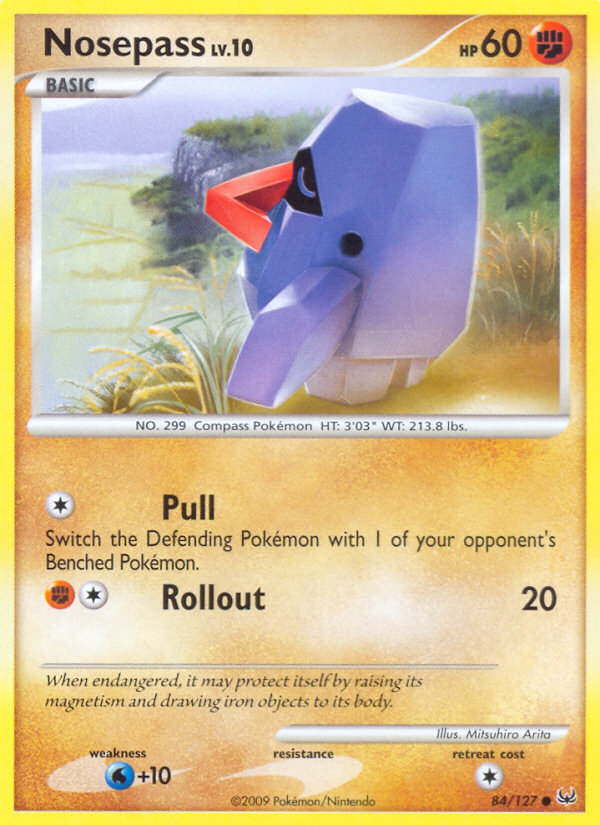 Nosepass LV.10
HP 60
BASIC
NO. 299 Compass Pokémon HT: 3'03" WT: 213.8 lbs.
Pull
Switch the Defending Pokémon with 1 of your opponent's
Benched Pokémon.
Rollout 20
When endangered, it may protect itself by raising its
magnetism and drawing iron objects to its body.
Illus. Mitsuhiro Arita
weakness resistance retreat cost
+10
©2009 Pokémon/Nintendo 84/127